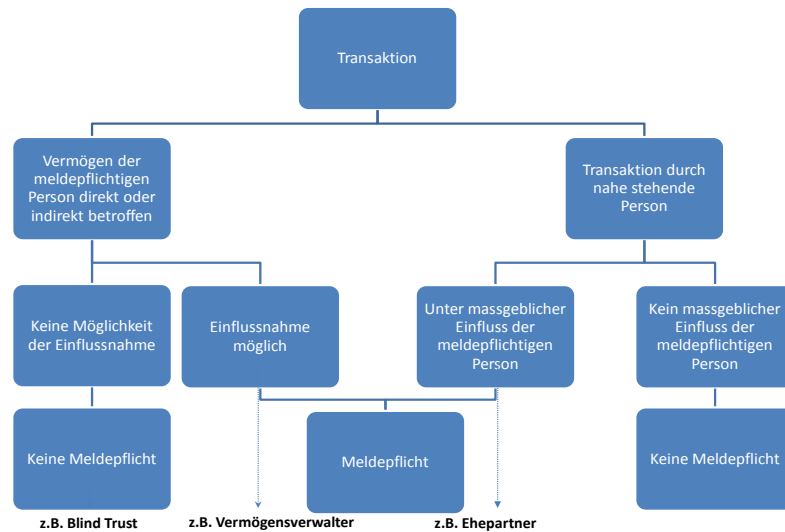 Transaktion
Vermögen der
meldepflichtigen
Person direkt oder
indirekt betroffen
Transaktion durch
nahe stehende
Person
Keine Möglichkeit
der Einflussnahme
Einflussnahme
möglich
Unter massgeblicher
Einfluss der
meldepflichtigen
Person
Kein massgeblicher
Einfluss der
meldepflichtigen
Person
Keine Meldepflicht
Meldepflicht
Keine Meldepflicht
z.B. Blind Trust
z.B. Vermögensverwalter
z.B. Ehepartner